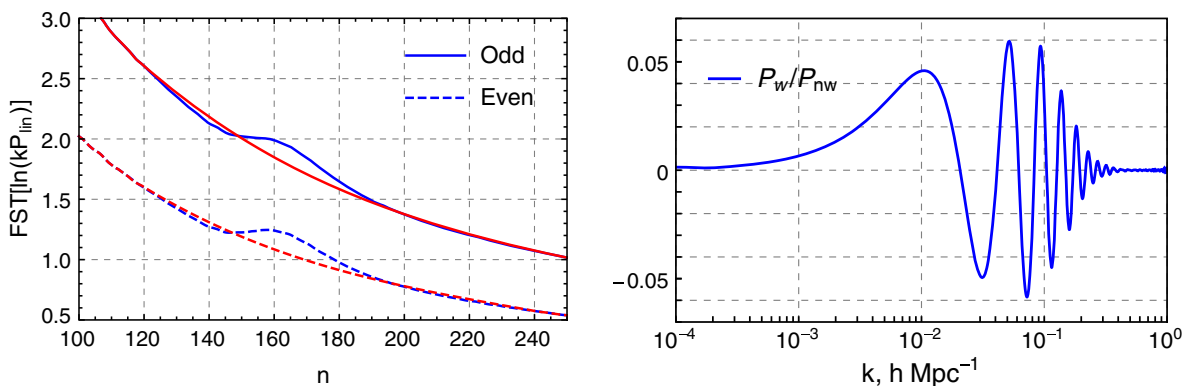 FST[ln(kP_lin)]
3.0
2.5
2.0
1.5
1.0
0.5
Odd
Even
100 120 140 160 180 200 220 240
n
0.05
0
−0.05
P_w/P_nw
10⁻⁴ 10⁻³ 10⁻² 10⁻¹ 10⁰
k, h Mpc⁻¹